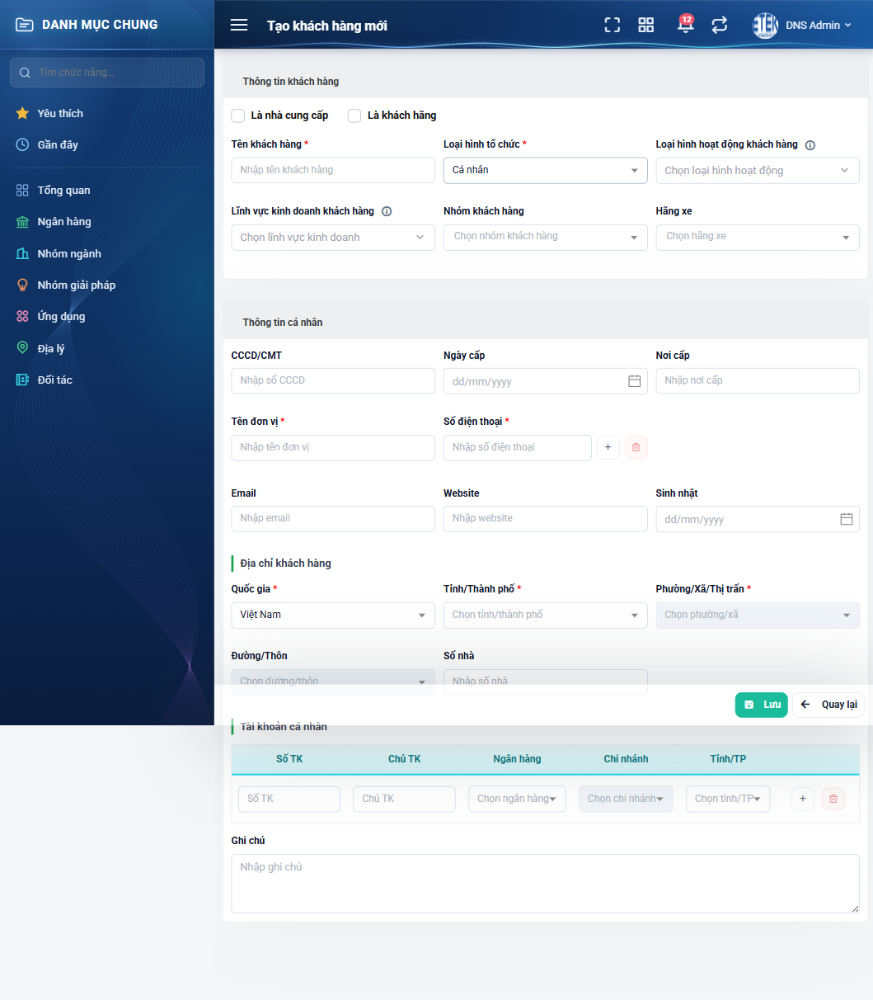 DANH MỤC CHUNG
Tạo khách hàng mới
12
DNS Admin
Tìm chức năng...
Yêu thích
Gần đây
Tổng quan
Ngân hàng
Nhóm ngành
Nhóm giải pháp
Ứng dụng
Địa lý
Đối tác
Thông tin khách hàng
Là nhà cung cấp
Là khách hãng
Tên khách hàng *
Loại hình tổ chức *
Loại hình hoạt động khách hàng
Nhập tên khách hàng
Cá nhân
Chọn loại hình hoạt động
Lĩnh vực kinh doanh khách hàng
Nhóm khách hàng
Hãng xe
Chọn lĩnh vực kinh doanh
Chọn nhóm khách hàng
Chọn hãng xe
Thông tin cá nhân
CCCD/CMT
Ngày cấp
Nơi cấp
Nhập số CCCD
dd/mm/yyyy
Nhập nơi cấp
Tên đơn vị *
Số điện thoại *
Nhập tên đơn vị
Nhập số điện thoại
Email
Website
Sinh nhật
Nhập email
Nhập website
dd/mm/yyyy
Địa chỉ khách hàng
Quốc gia *
Tỉnh/Thành phố *
Phường/Xã/Thị trấn *
Việt Nam
Chọn tỉnh/thành phố
Chọn phường/xã
Đường/Thôn
Số nhà
Chọn đường/thôn
Nhập số nhà
Lưu
Quay lại
Tài khoản cá nhân
Số TK
Chủ TK
Ngân hàng
Chi nhánh
Tỉnh/TP
Số TK
Chủ TK
Chọn ngân hàng
Chọn chi nhánh
Chọn tỉnh/TP
Ghi chú
Nhập ghi chú